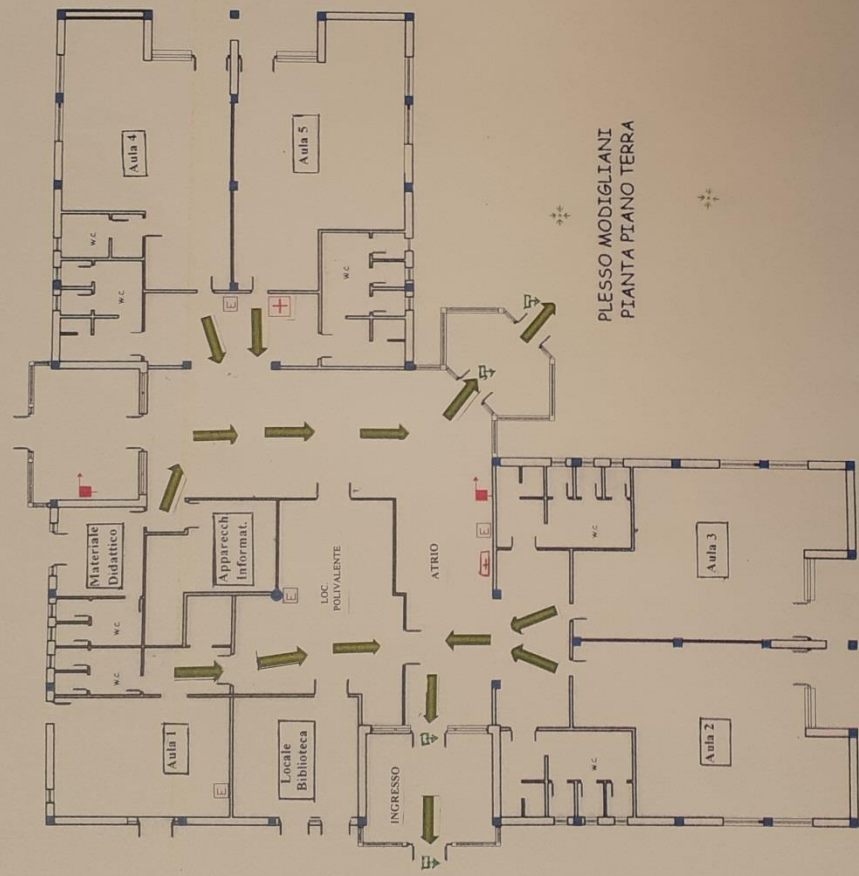 PLESSO MODIGLIANI
PIANTA PIANO TERRA
Aula 4
Aula 5
W.C.
W.C.
W.C.
E
Materiale
Didattico
Apparecch
Informat.
W.C.
W.C.
LOC.
POLIVALENTE
E
ATRIO
E
Aula 1
E
Locale
Biblioteca
INGRESSO
W.C.
Aula 3
W.C.
Aula 2